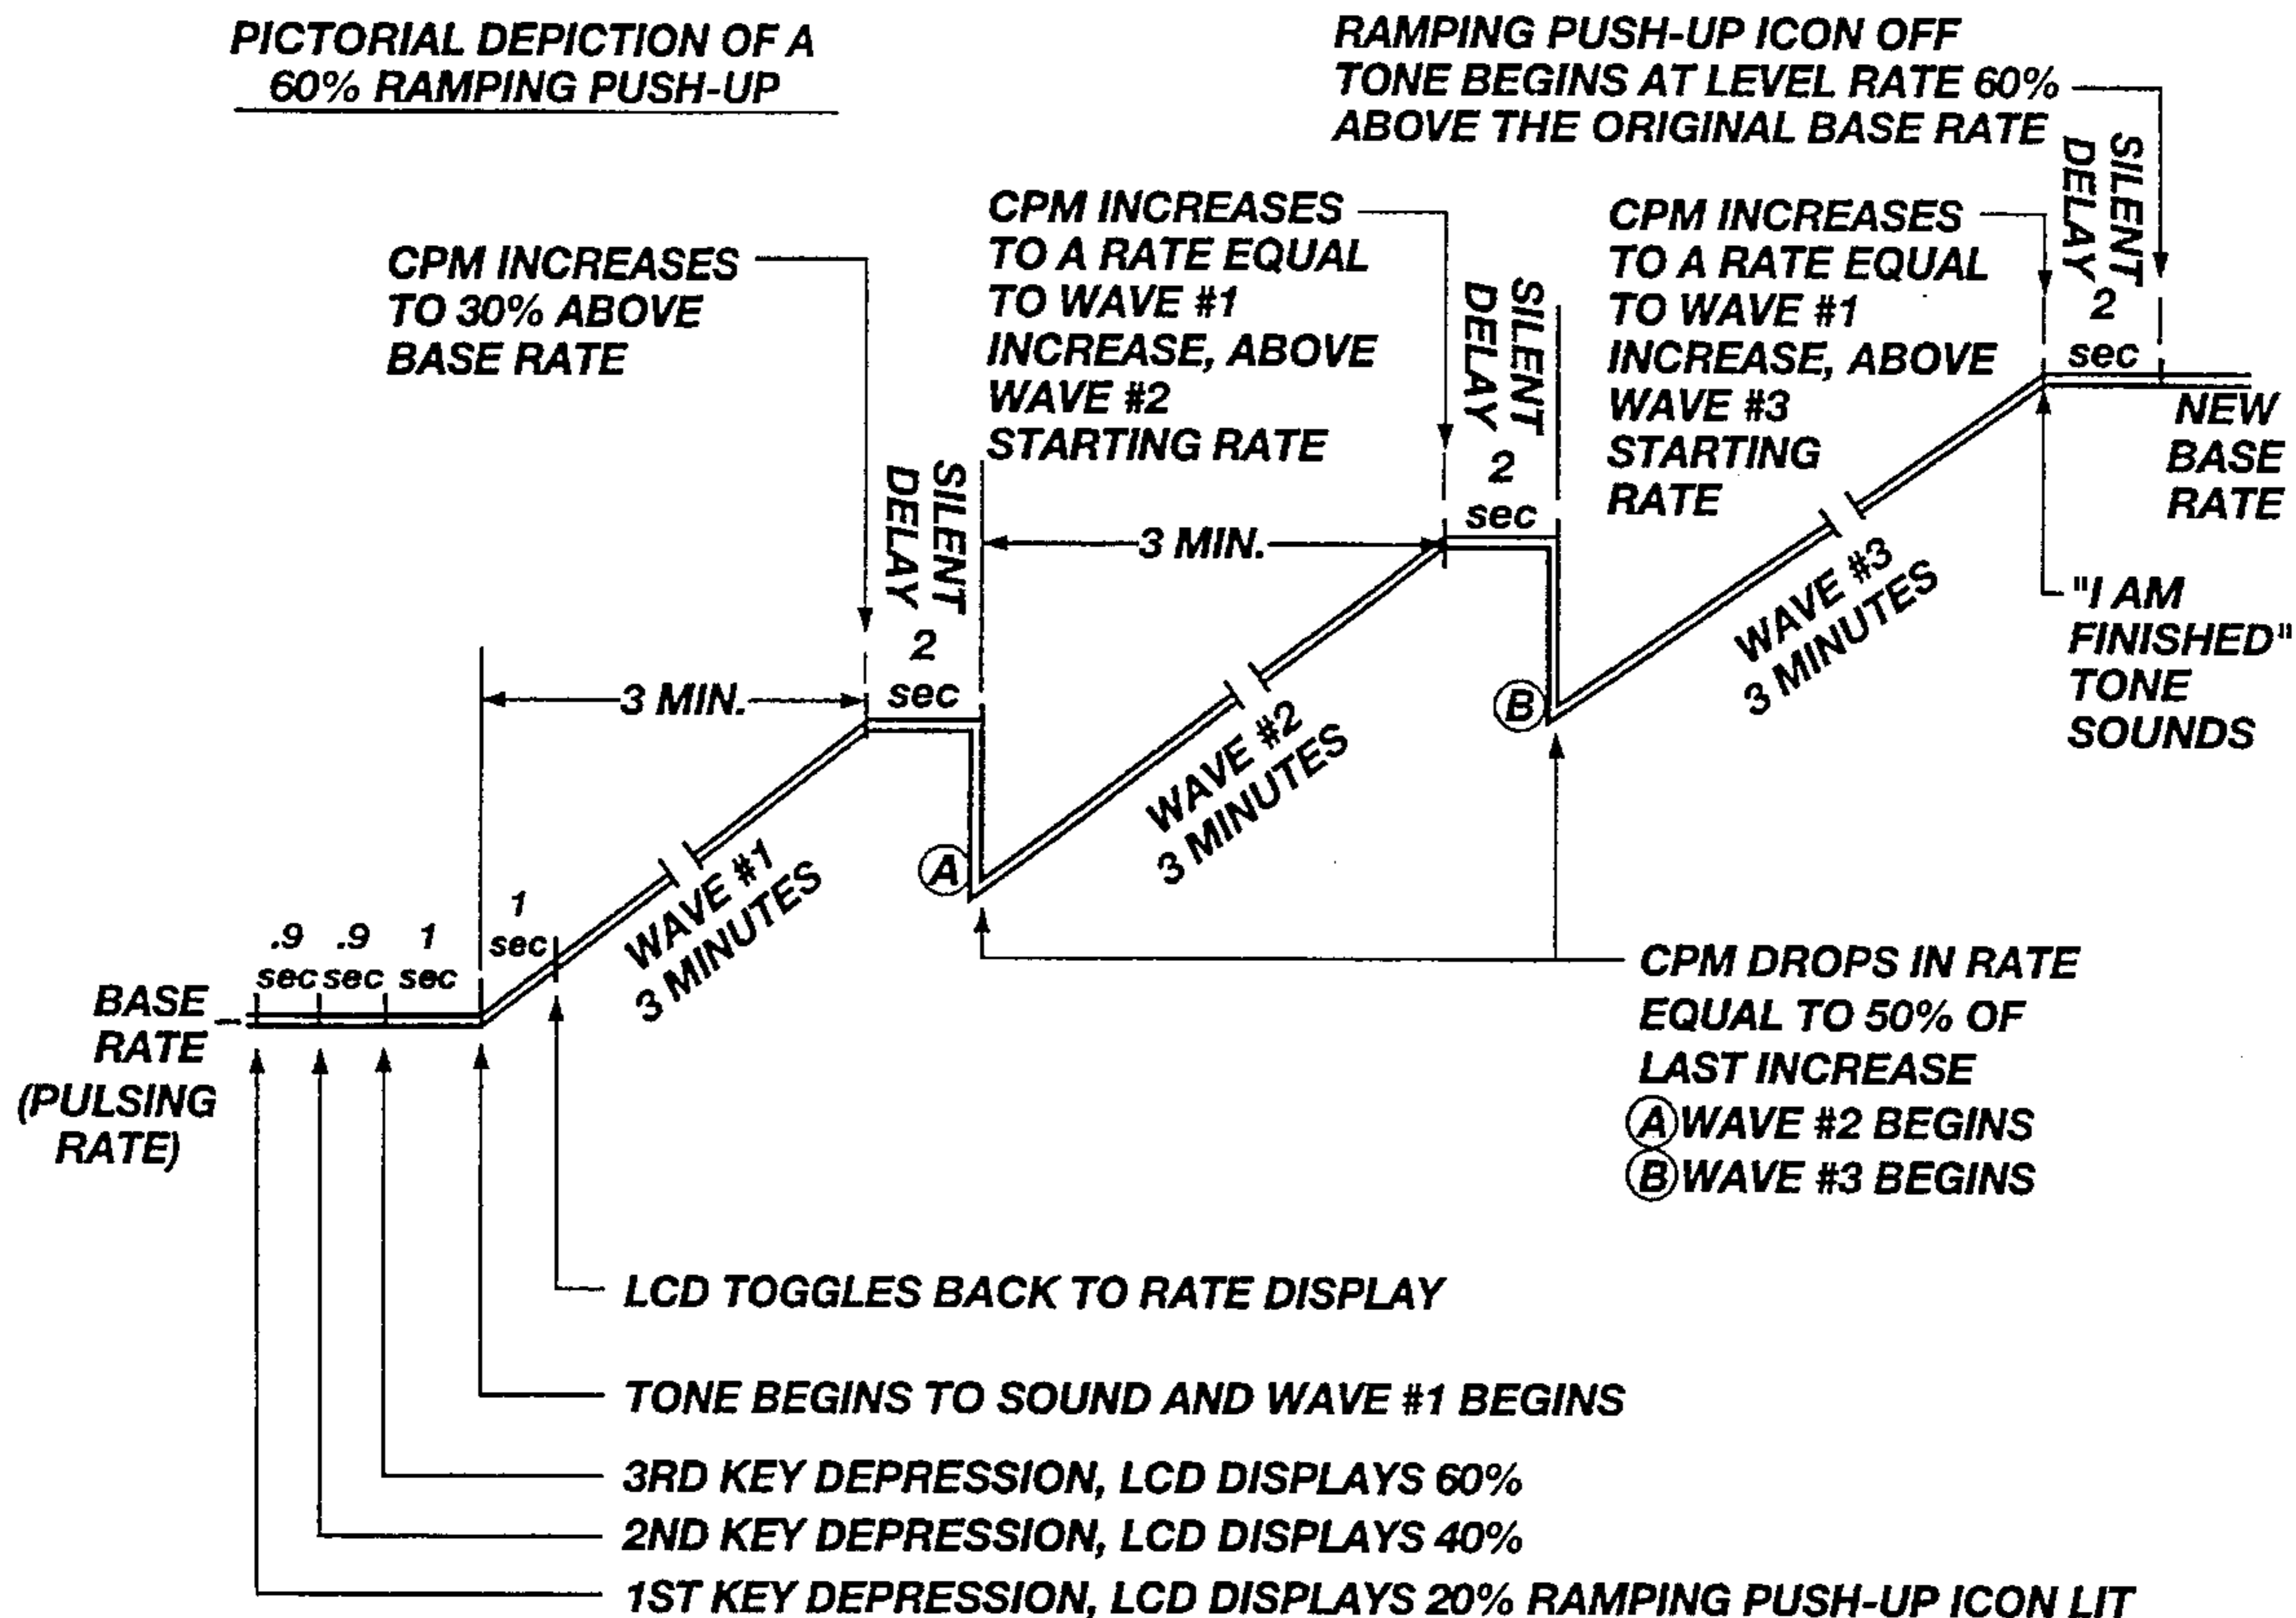 PICTORIAL DEPICTION OF A
60% RAMPING PUSH-UP
RAMPING PUSH-UP ICON OFF
TONE BEGINS AT LEVEL RATE 60%
ABOVE THE ORIGINAL BASE RATE
SILENT
DELAY
2
sec
CPM INCREASES
TO 30% ABOVE
BASE RATE
CPM INCREASES
TO A RATE EQUAL
TO WAVE #1
INCREASE, ABOVE
WAVE #2
STARTING RATE
CPM INCREASES
TO A RATE EQUAL
TO WAVE #1
INCREASE, ABOVE
WAVE #3
STARTING
RATE
SILENT
DELAY
2
sec
SILENT
DELAY
2
sec
NEW
BASE
RATE
3 MIN.
3 MIN.
"I AM
FINISHED"
TONE
SOUNDS
WAVE #3
3 MINUTES
B
WAVE #2
3 MINUTES
A
WAVE #1
3 MINUTES
.9
sec
.9
sec
1
sec
1
sec
BASE
RATE
(PULSING
RATE)
CPM DROPS IN RATE
EQUAL TO 50% OF
LAST INCREASE
A WAVE #2 BEGINS
B WAVE #3 BEGINS
LCD TOGGLES BACK TO RATE DISPLAY
TONE BEGINS TO SOUND AND WAVE #1 BEGINS
3RD KEY DEPRESSION, LCD DISPLAYS 60%
2ND KEY DEPRESSION, LCD DISPLAYS 40%
1ST KEY DEPRESSION, LCD DISPLAYS 20% RAMPING PUSH-UP ICON LIT